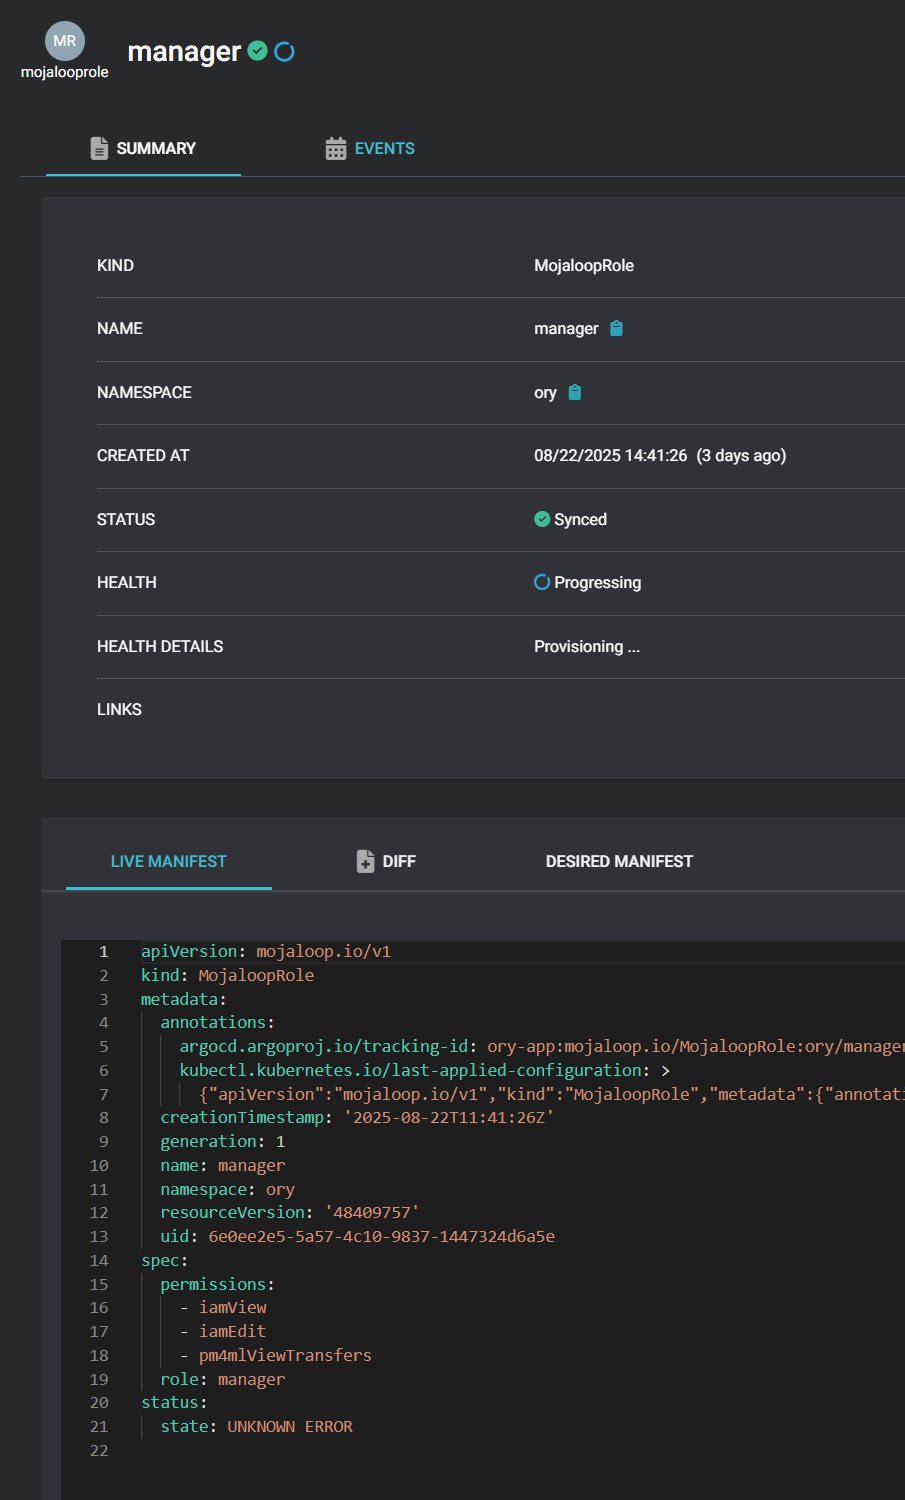 MR
mojalooprole
manager
SUMMARY
EVENTS
KIND MojaloopRole
NAME manager
NAMESPACE ory
CREATED AT 08/22/2025 14:41:26 (3 days ago)
STATUS Synced
HEALTH Progressing
HEALTH DETAILS Provisioning ...
LINKS
LIVE MANIFEST DIFF DESIRED MANIFEST
1 apiVersion: mojaloop.io/v1
2 kind: MojaloopRole
3 metadata:
4 annotations:
5 argocd.argoproj.io/tracking-id: ory-app:mojaloop.io/MojaloopRole:ory/manager
6 kubectl.kubernetes.io/last-applied-configuration: >
7 {"apiVersion":"mojaloop.io/v1","kind":"MojaloopRole","metadata":{"annotati
8 creationTimestamp: '2025-08-22T11:41:26Z'
9 generation: 1
10 name: manager
11 namespace: ory
12 resourceVersion: '48409757'
13 uid: 6e0ee2e5-5a57-4c10-9837-1447324d6a5e
14 spec:
15 permissions:
16 - iamView
17 - iamEdit
18 - pm4mlViewTransfers
19 role: manager
20 status:
21 state: UNKNOWN ERROR
22